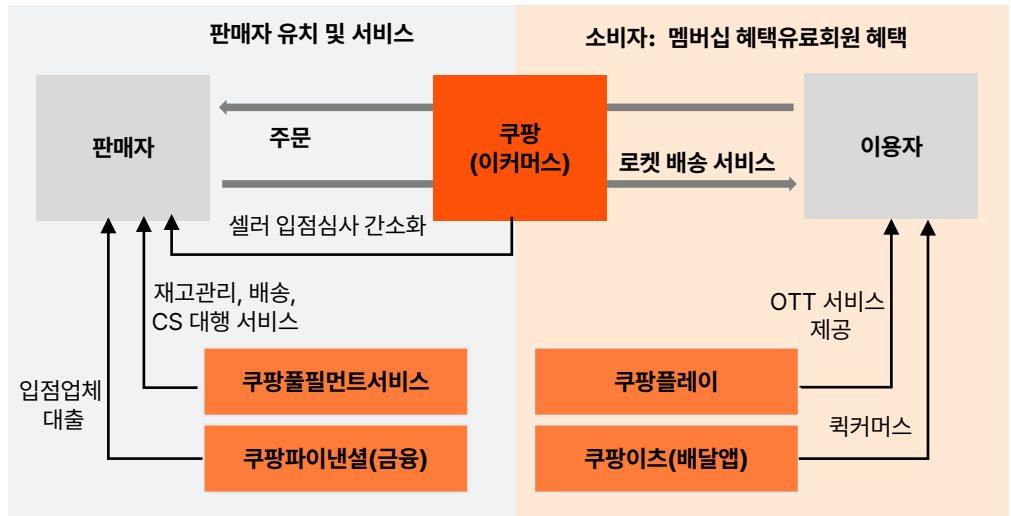 판매자 유치 및 서비스
소비자: 멤버십 혜택유료회원 혜택
판매자
주문
쿠팡
(이커머스)
로켓 배송 서비스
이용자
셀러 입점심사 간소화
재고관리, 배송,
CS 대행 서비스
OTT 서비스
제공
입점업체
대출
쿠팡풀필먼트서비스
쿠팡플레이
퀵커머스
쿠팡파이낸셜(금융)
쿠팡이츠(배달앱)